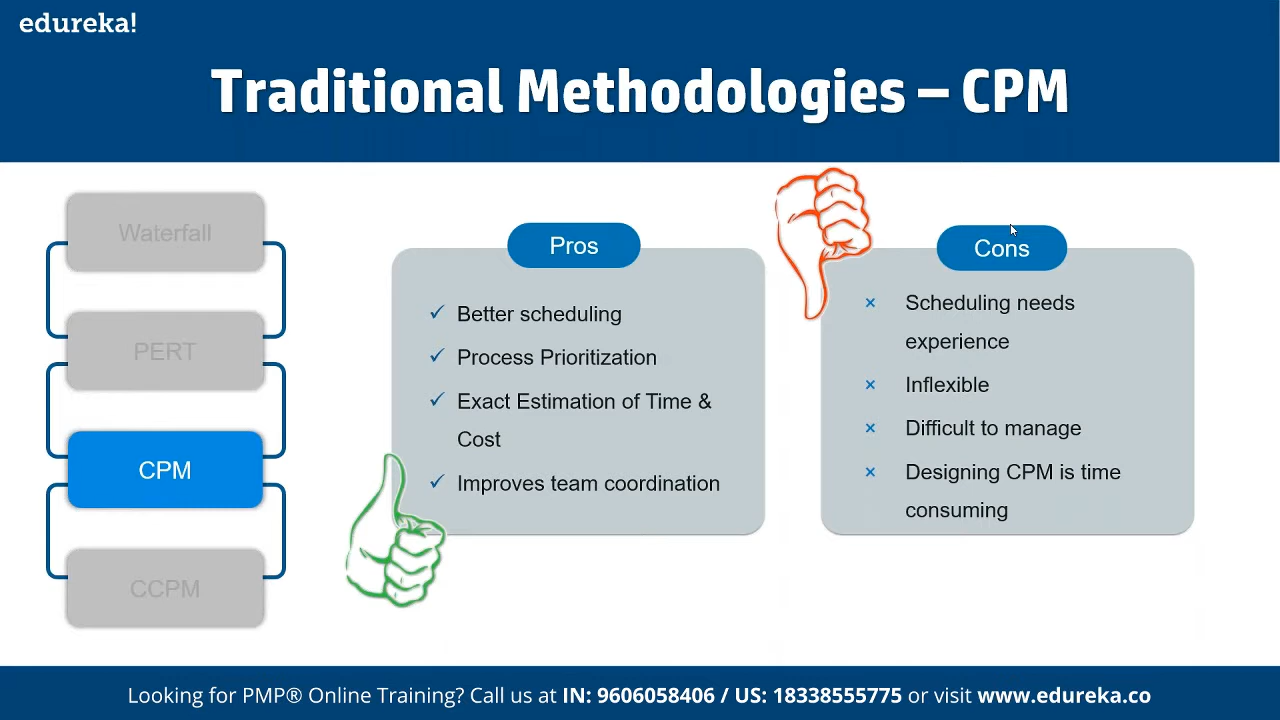 edureka!
Traditional Methodologies – CPM
Waterfall
PERT
CPM
CCPM
Pros
✓ Better scheduling
✓ Process Prioritization
✓ Exact Estimation of Time &
Cost
✓ Improves team coordination
Cons
× Scheduling needs
experience
× Inflexible
× Difficult to manage
× Designing CPM is time
consuming
Looking for PMP® Online Training? Call us at IN: 9606058406 / US: 18338555775 or visit www.edureka.co